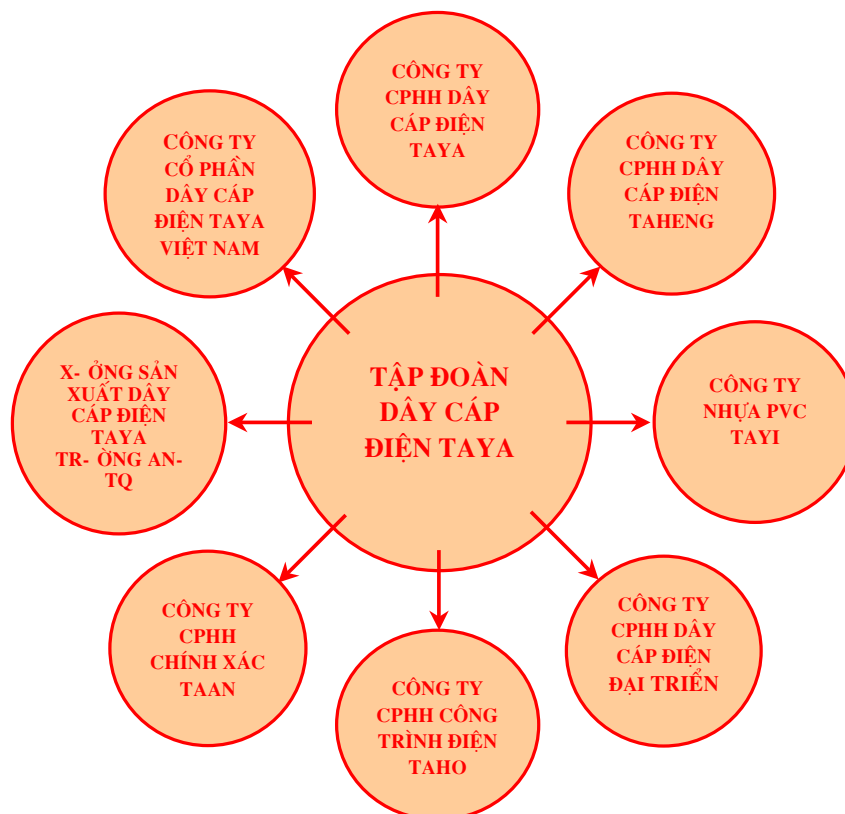 CÔNG TY
CPHH DÂY
CÁP ĐIỆN
TAYA
CÔNG TY
CỔ PHẦN
DÂY CÁP
ĐIỆN TAYA
VIỆT NAM
CÔNG TY
CPHH DÂY
CÁP ĐIỆN
TAHENG
TẬP ĐOÀN
DÂY CÁP
ĐIỆN TAYA
X- ỞNG SẢN
XUẤT DÂY
CÁP ĐIỆN
TAYA
TR- ỜNG AN-
TQ
CÔNG TY
NHỰA PVC
TAYI
CÔNG TY
CPHH
CHÍNH XÁC
TAAN
CÔNG TY
CPHH DÂY
CÁP ĐIỆN
ĐẠI TRIỂN
CÔNG TY
CPHH CÔNG
TRÌNH ĐIỆN
TAHO